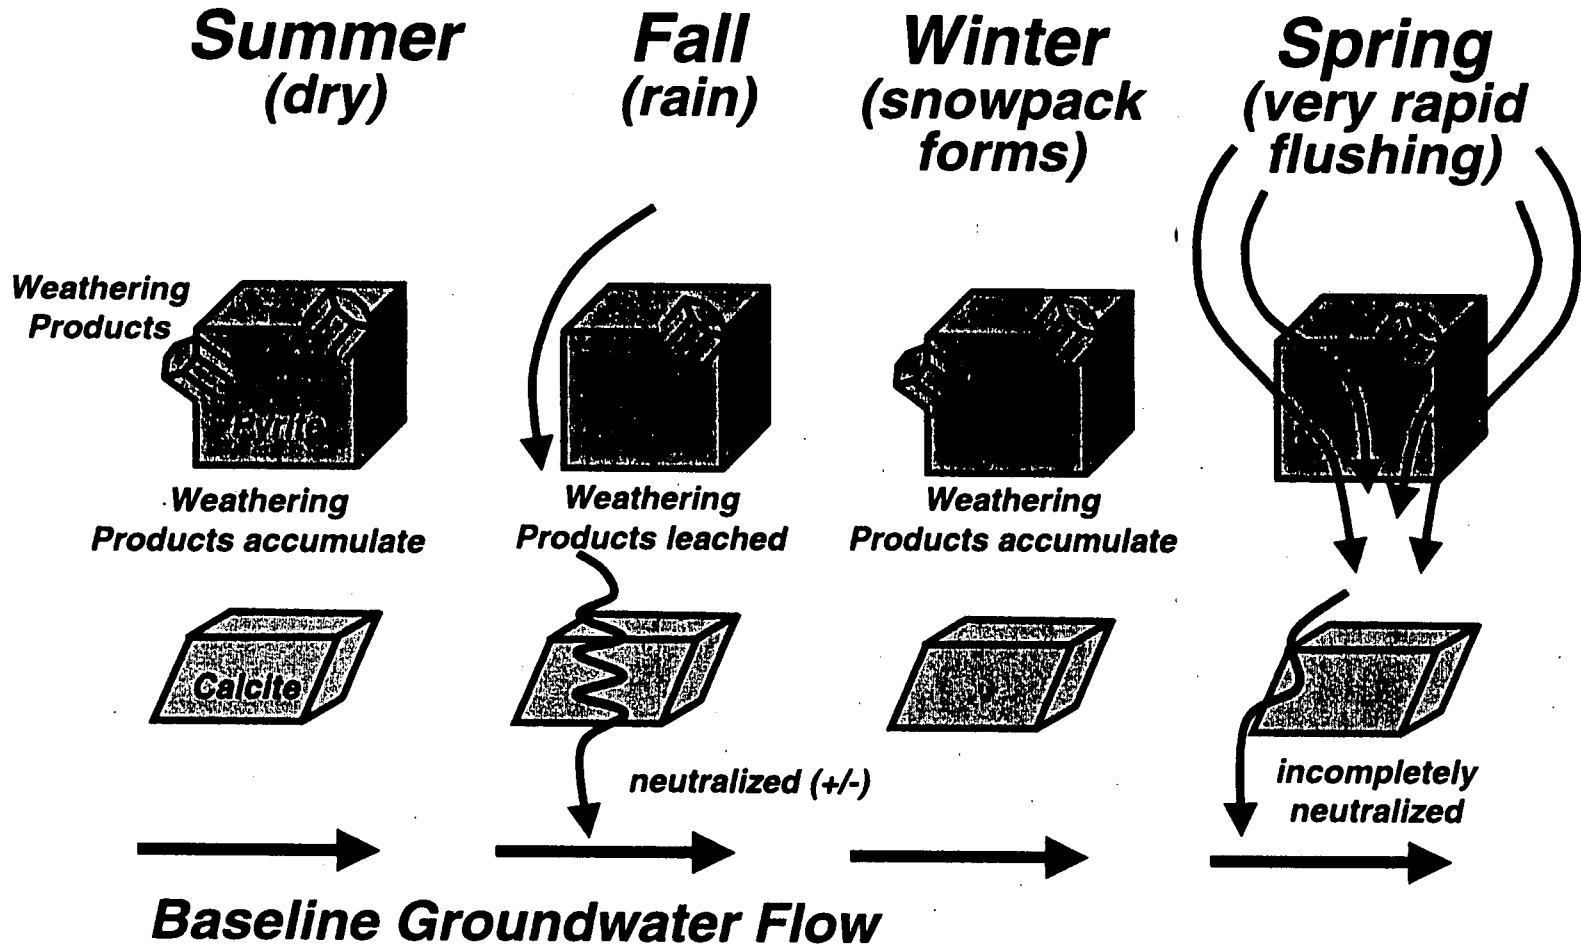 Summer
(dry)
Fall
(rain)
Winter
(snowpack
forms)
Spring
(very rapid
flushing)
Weathering
Products
Pyrite
Weathering
Products accumulate
Weathering
Products leached
Weathering
Products accumulate
Calcite
neutralized (+/-)
incompletely
neutralized
Baseline Groundwater Flow